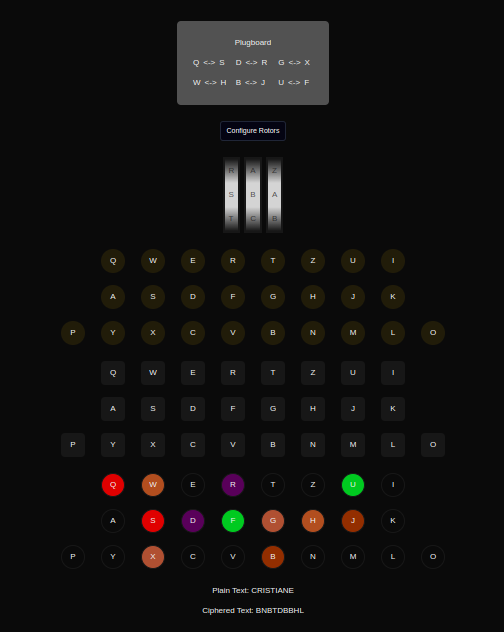 Plugboard
Q <-> S D <-> R G <-> X
W <-> H B <-> J U <-> F
Configure Rotors
R A Z
S B A
T C B
Q W E R T Z U I
A S D F G H J K
P Y X C V B N M L O
Q W E R T Z U I
A S D F G H J K
P Y X C V B N M L O
Q W E R T Z U I
A S D F G H J K
P Y X C V B N M L O
Plain Text: CRISTIANE
Ciphered Text: BNBTDBBHL